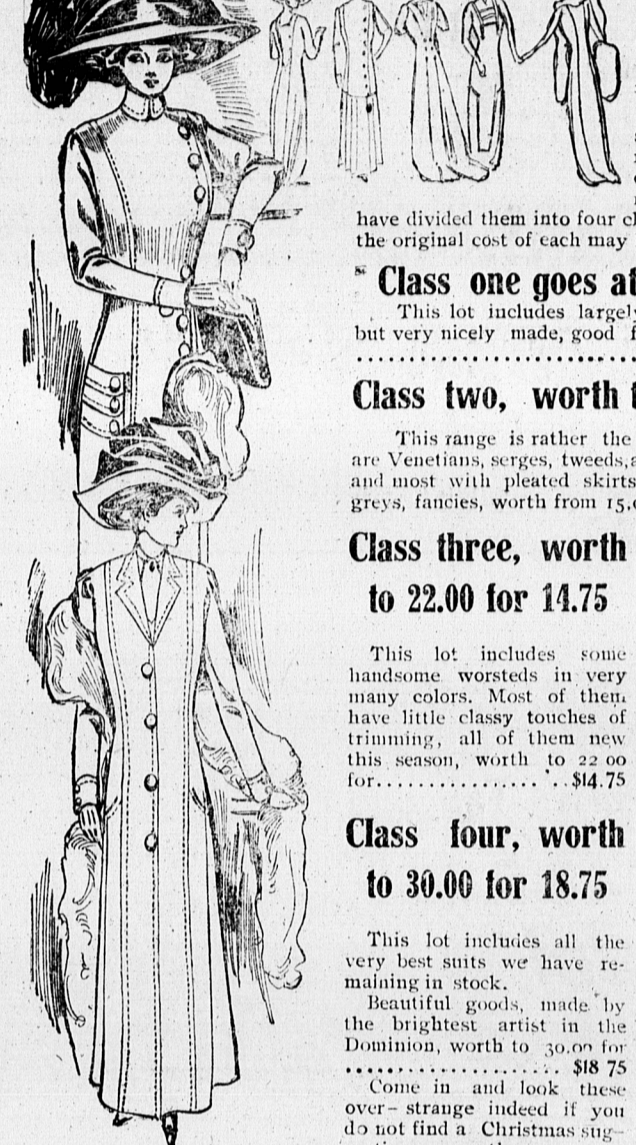 have divided them into four
the original cost of each may
Class one goes at
This lot includes largely
but very nicely made, good
Class two, worth
This range is rather the
are Venetians, serges, tweeds,
and most with pleated skirts
greys, fancies, worth from 15.
Class three, worth
to 22.00 for 14.75
This lot includes some
handsome worsteds in very
many colors. Most of them
have little classy touches of
trimming, all of them new
this season, worth to 22 00
for................ ...$14.75
Class four, worth
to 30.00 for 18.75
This lot includes all the
very best suits we have re-
maining in stock.
Beautiful goods, made by
the brightest artist in the
Dominion, worth to 30.00 for
..................... $18 75
Come in and look these
over- strange indeed if you
do not find a Christmas sug-